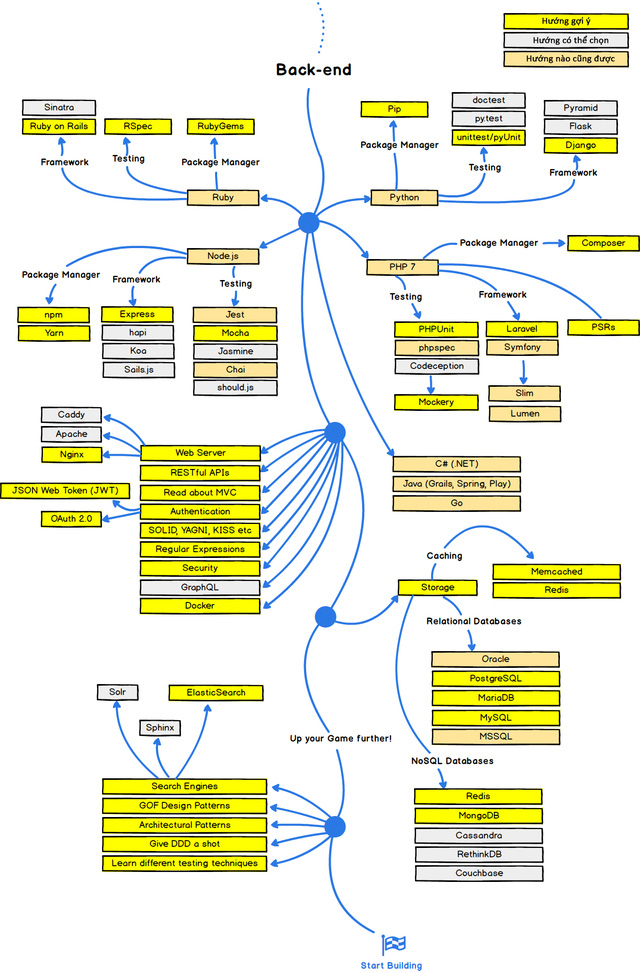 Hướng gợi ý
Hướng có thể chọn
Hướng nào cũng được
Back-end
Sinatra
Ruby on Rails
RSpec
RubyGems
Framework
Testing
Package Manager
Ruby
Pip
doctest
py.test
unittest/pyUnit
Pyramid
Flask
Django
Package Manager
Testing
Framework
Python
Node.js
Package Manager
Framework
Testing
npm
Yarn
Express
hapi
Koa
Sails.js
Jest
Mocha
Jasmine
Chai
should.js
PHP 7
Package Manager
Composer
Testing
Framework
PHPUnit
phpspec
Codeception
Mockery
Laravel
Symfony
Slim
Lumen
PSRs
Caddy
Apache
Nginx
JSON Web Token (JWT)
OAuth 2.0
Web Server
RESTful APIs
Read about MVC
Authentication
SOLID, YAGNI, KISS etc
Regular Expressions
Security
GraphQL
Docker
C# (.NET)
Java (Grails, Spring, Play)
Go
Caching
Storage
Memcached
Redis
Relational Databases
Oracle
PostgreSQL
MariaDB
MySQL
MSSQL
NoSQL Databases
Redis
MongoDB
Cassandra
RethinkDB
Couchbase
Solr
Sphinx
ElasticSearch
Up your Game further!
Search Engines
GOF Design Patterns
Architectural Patterns
Give DDD a shot
Learn different testing techniques
Start Building